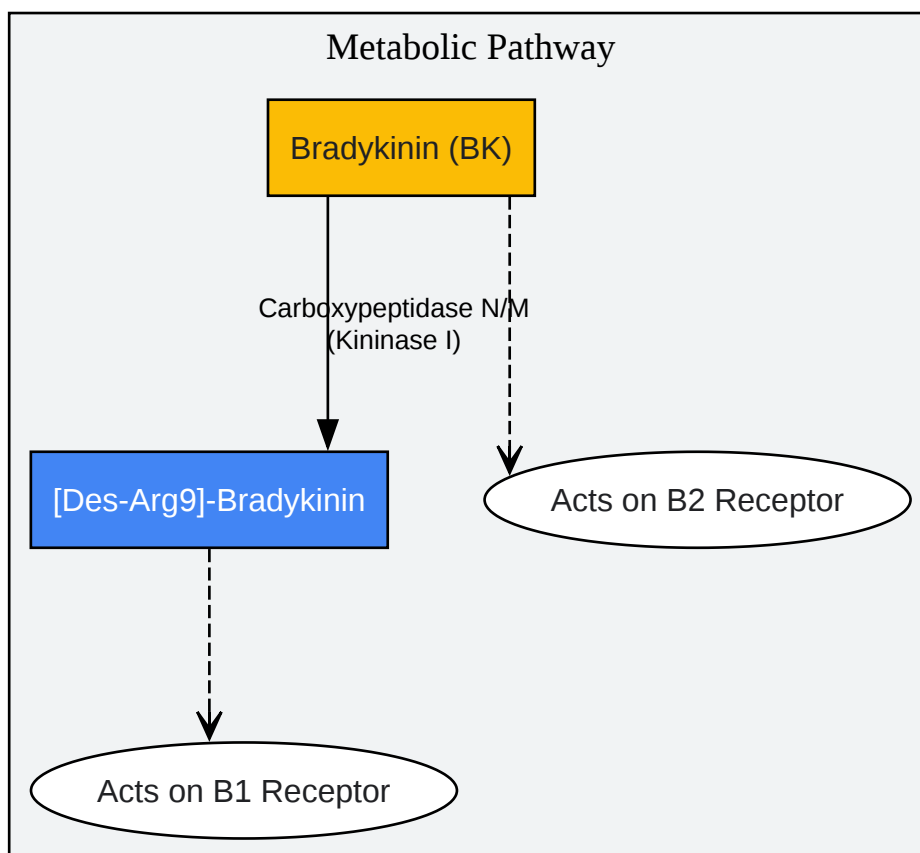 Metabolic Pathway
Bradykinin (BK)
Carboxypeptidase N/M
(Kininase I)
[Des-Arg9]-Bradykinin
Acts on B2 Receptor
Acts on B1 Receptor